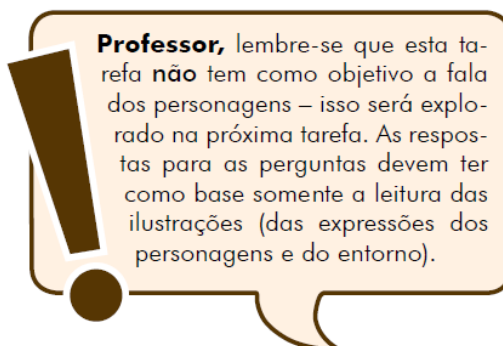 Professor, lembre-se que esta ta-
refa não tem como objetivo a fala
dos personagens – isso será explo-
rado na próxima tarefa. As respos-
tas para as perguntas devem ter
como base somente a leitura das
ilustrações (das expressões dos
personagens e do entorno).